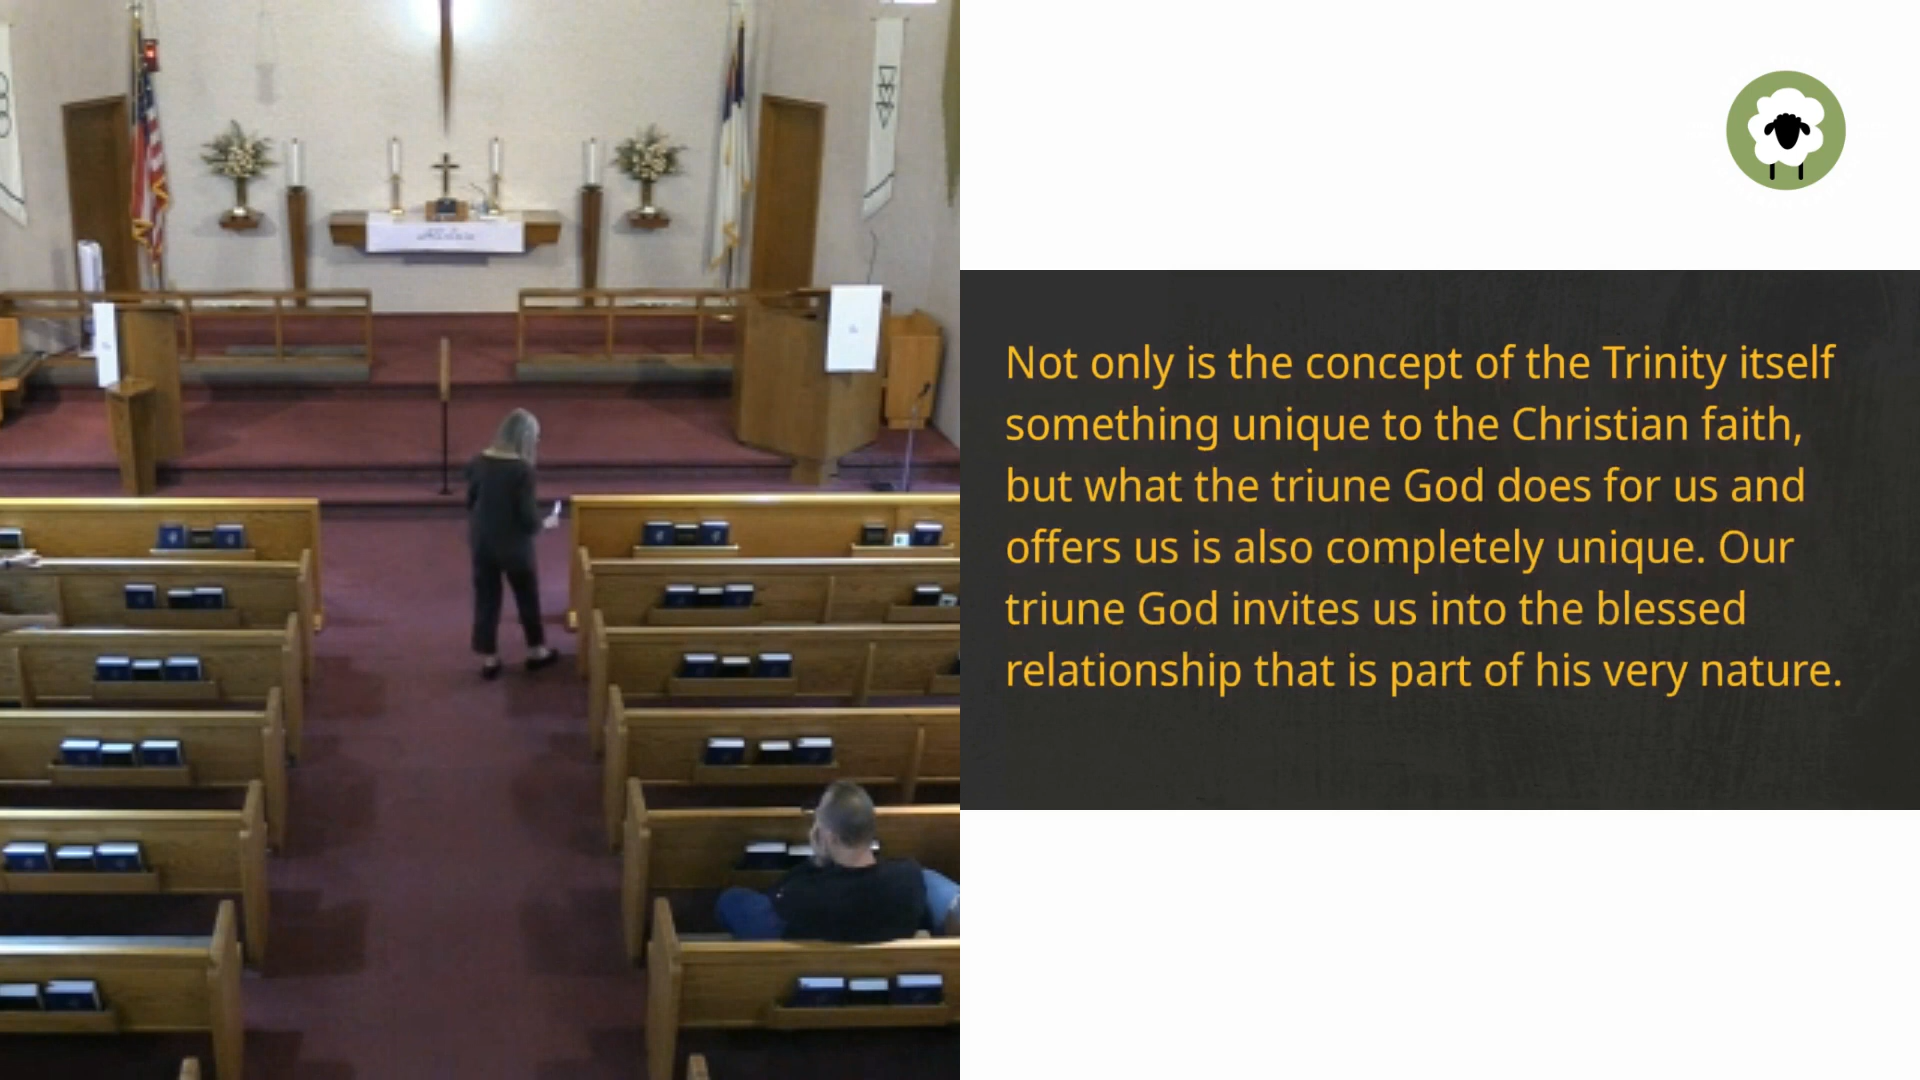 Not only is the concept of the Trinity itself
something unique to the Christian faith,
but what the triune God does for us and
offers us is also completely unique. Our
triune God invites us into the blessed
relationship that is part of his very nature.